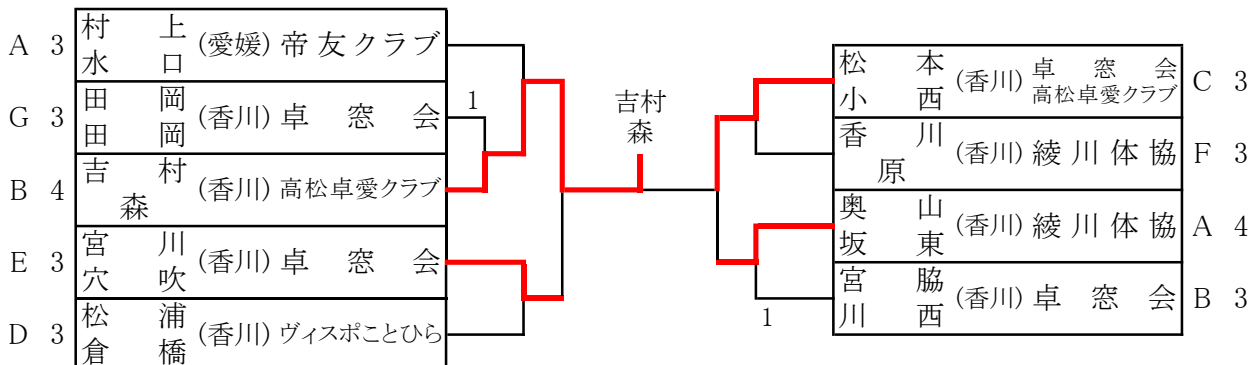 A 3 村上 (愛媛) 帝友クラブ
水口
G 3 田岡 (香川) 卓窓会
田岡
B 4 吉村 (香川) 高松卓愛クラブ
森
E 3 宮川 (香川) 卓窓会
穴吹
D 3 松浦 (香川) ヴィスポことひら
倉橋
1
吉村
森
松本 (香川) 卓窓会 C 3
小西 高松卓愛クラブ
香川 (香川) 綾川体協 F 3
原
奥山 (香川) 綾川体協 A 4
坂東
宮脇 (香川) 卓窓会 B 3
川西
1